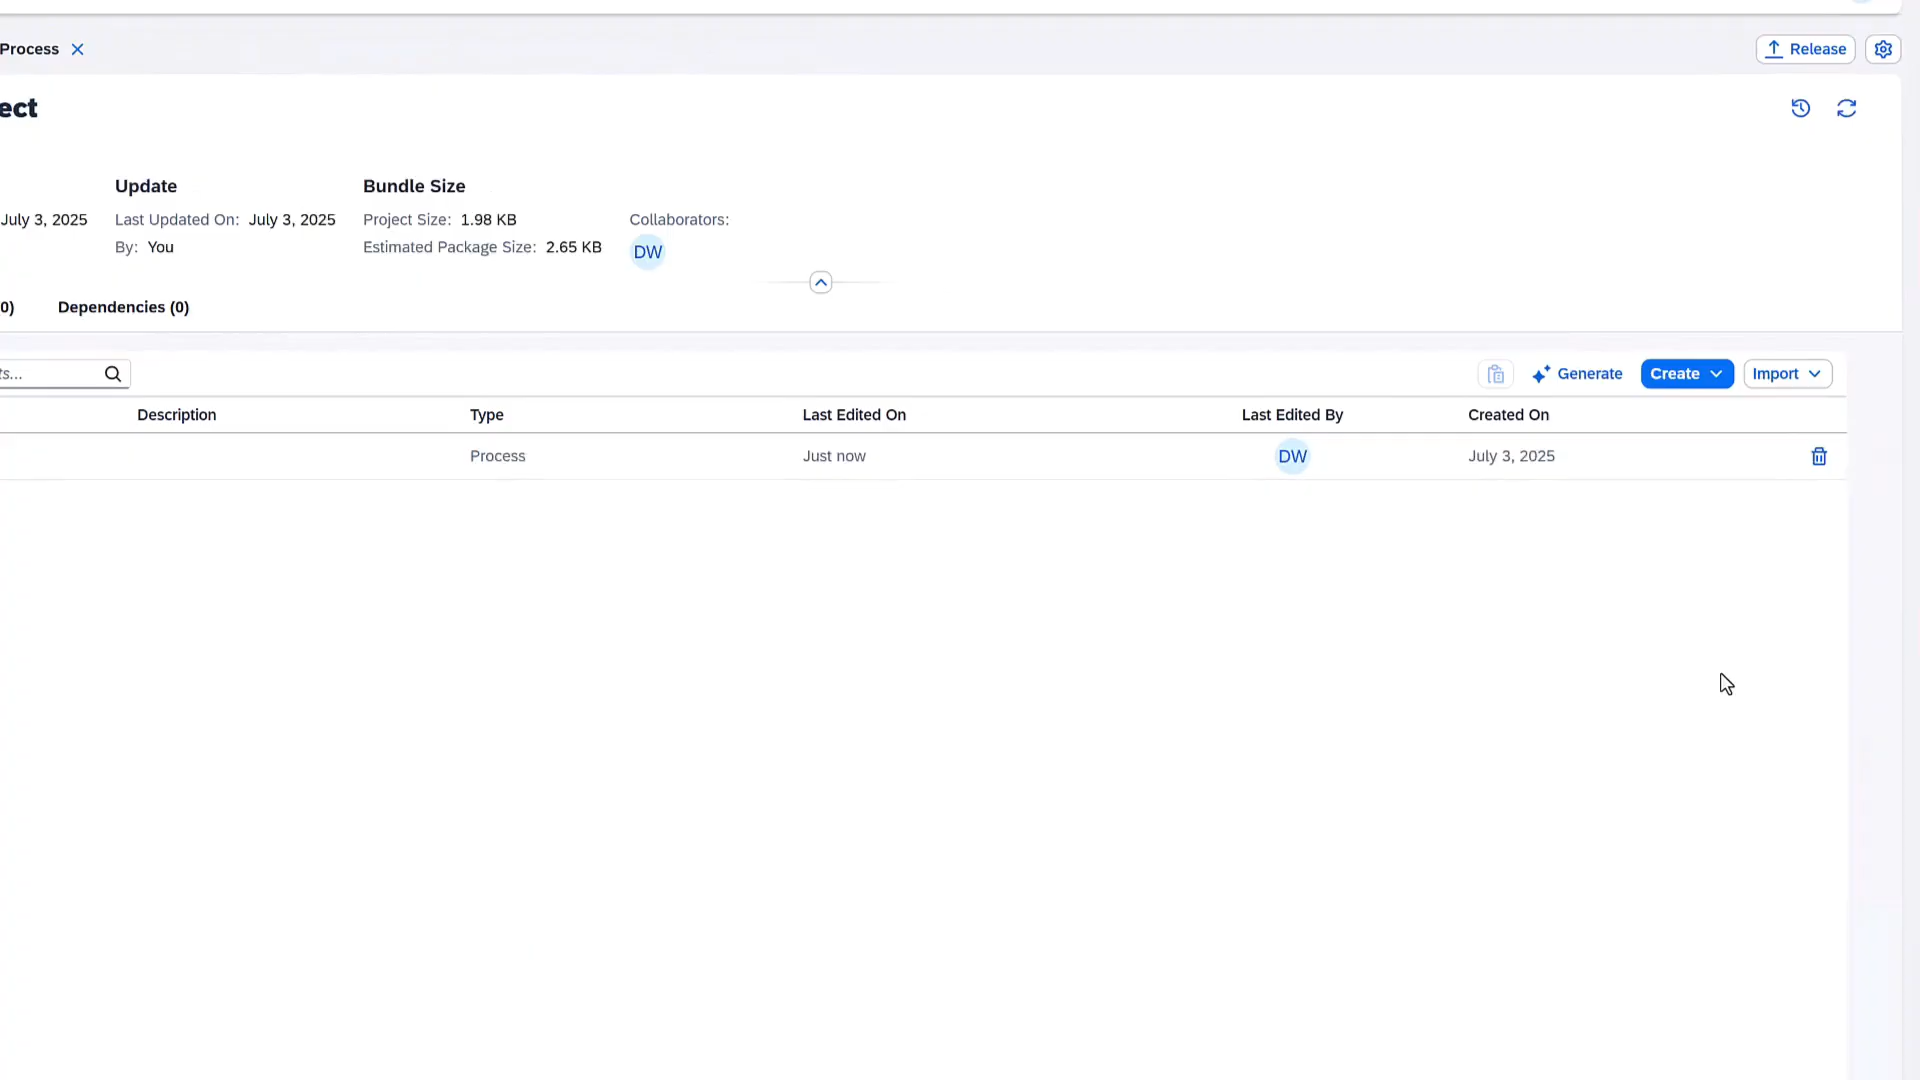 Process
Release
ect
Update
Bundle Size
July 3, 2025
Last Updated On: July 3, 2025
Project Size: 1.98 KB
Collaborators:
By: You
Estimated Package Size: 2.65 KB
DW
0)
Dependencies (0)
ts...
Generate
Create
Import
Description
Type
Last Edited On
Last Edited By
Created On
Process
Just now
DW
July 3, 2025